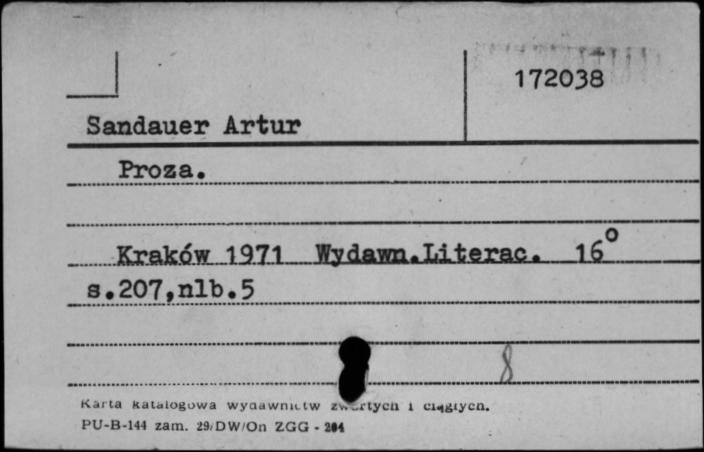 172038
Sandauer Artur
Proza.
Kraków 1971 Wydawn.Literac. 16°
s.207,nlb.5
8
Karta katalogowa wydawnictw zwartych i ciągłych.
PU-B-144 zam. 29/DW/On ZGG - 204